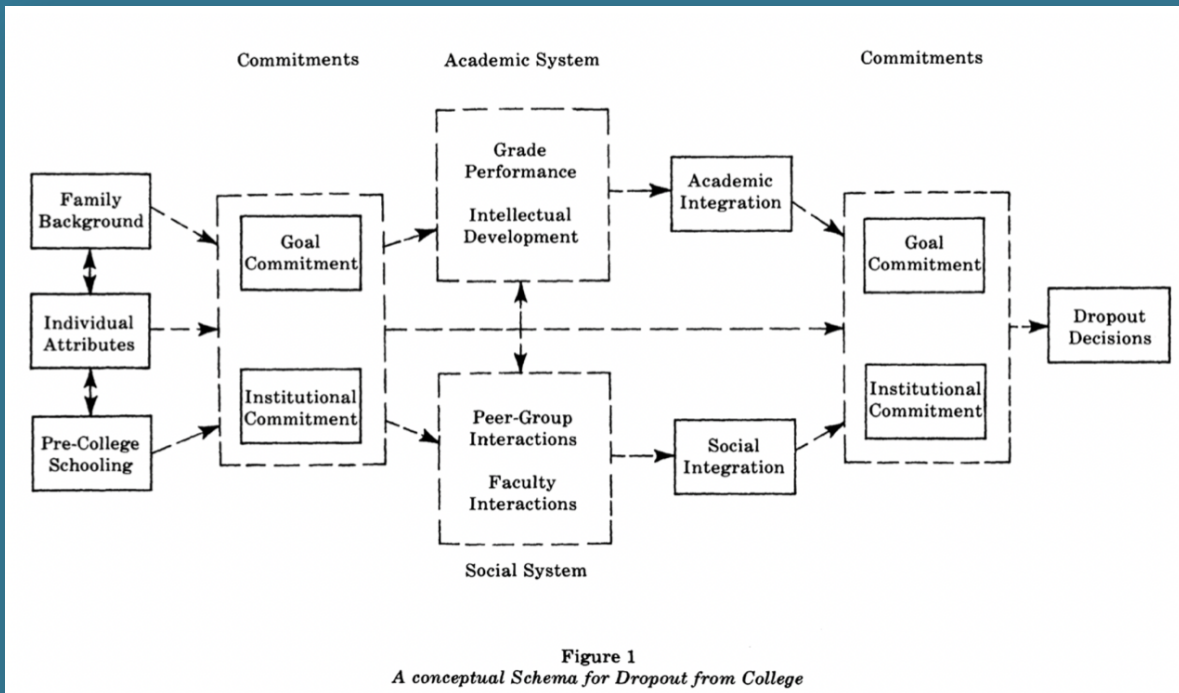 Commitments
Academic System
Commitments
Family
Background
Individual
Attributes
Pre-College
Schooling
Goal
Commitment
Institutional
Commitment
Grade
Performance
Intellectual
Development
Peer-Group
Interactions
Faculty
Interactions
Social System
Academic
Integration
Social
Integration
Goal
Commitment
Institutional
Commitment
Dropout
Decisions
Figure 1
A conceptual Schema for Dropout from College